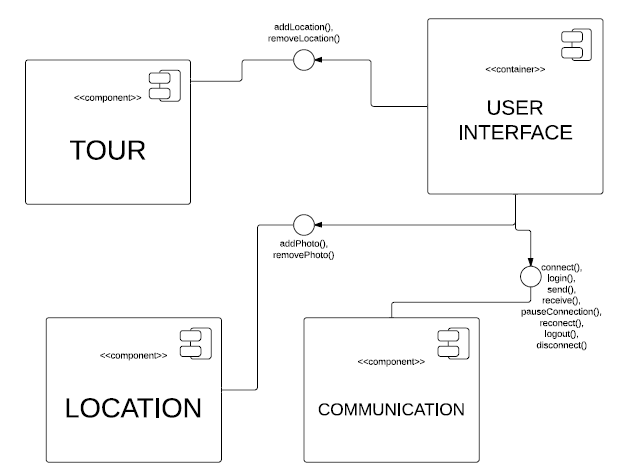 addLocation(),
removeLocation()
<<container>>
USER
INTERFACE
<<component>>
TOUR
addPhoto(),
removePhoto()
connect(),
login(),
send(),
receive(),
pauseConnection(),
reconect(),
logout(),
disconnect()
<<component>>
LOCATION
<<component>>
COMMUNICATION